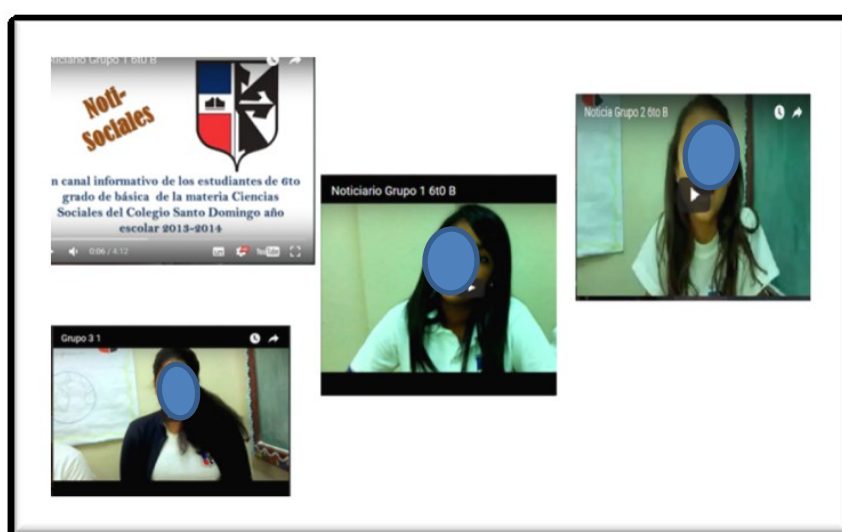 Noticiario Grupo 1 6t0 B
Noti-
Sociales
n canal informativo de los estudiantes de 6to
grado de básica de la materia Ciencias
Sociales del Colegio Santo Domingo año
escolar 2013-2014
0:06 / 4:12
YouTube
Noticiario Grupo 1 6t0 B
Noticia Grupo 2 6to B
Grupo 3 1